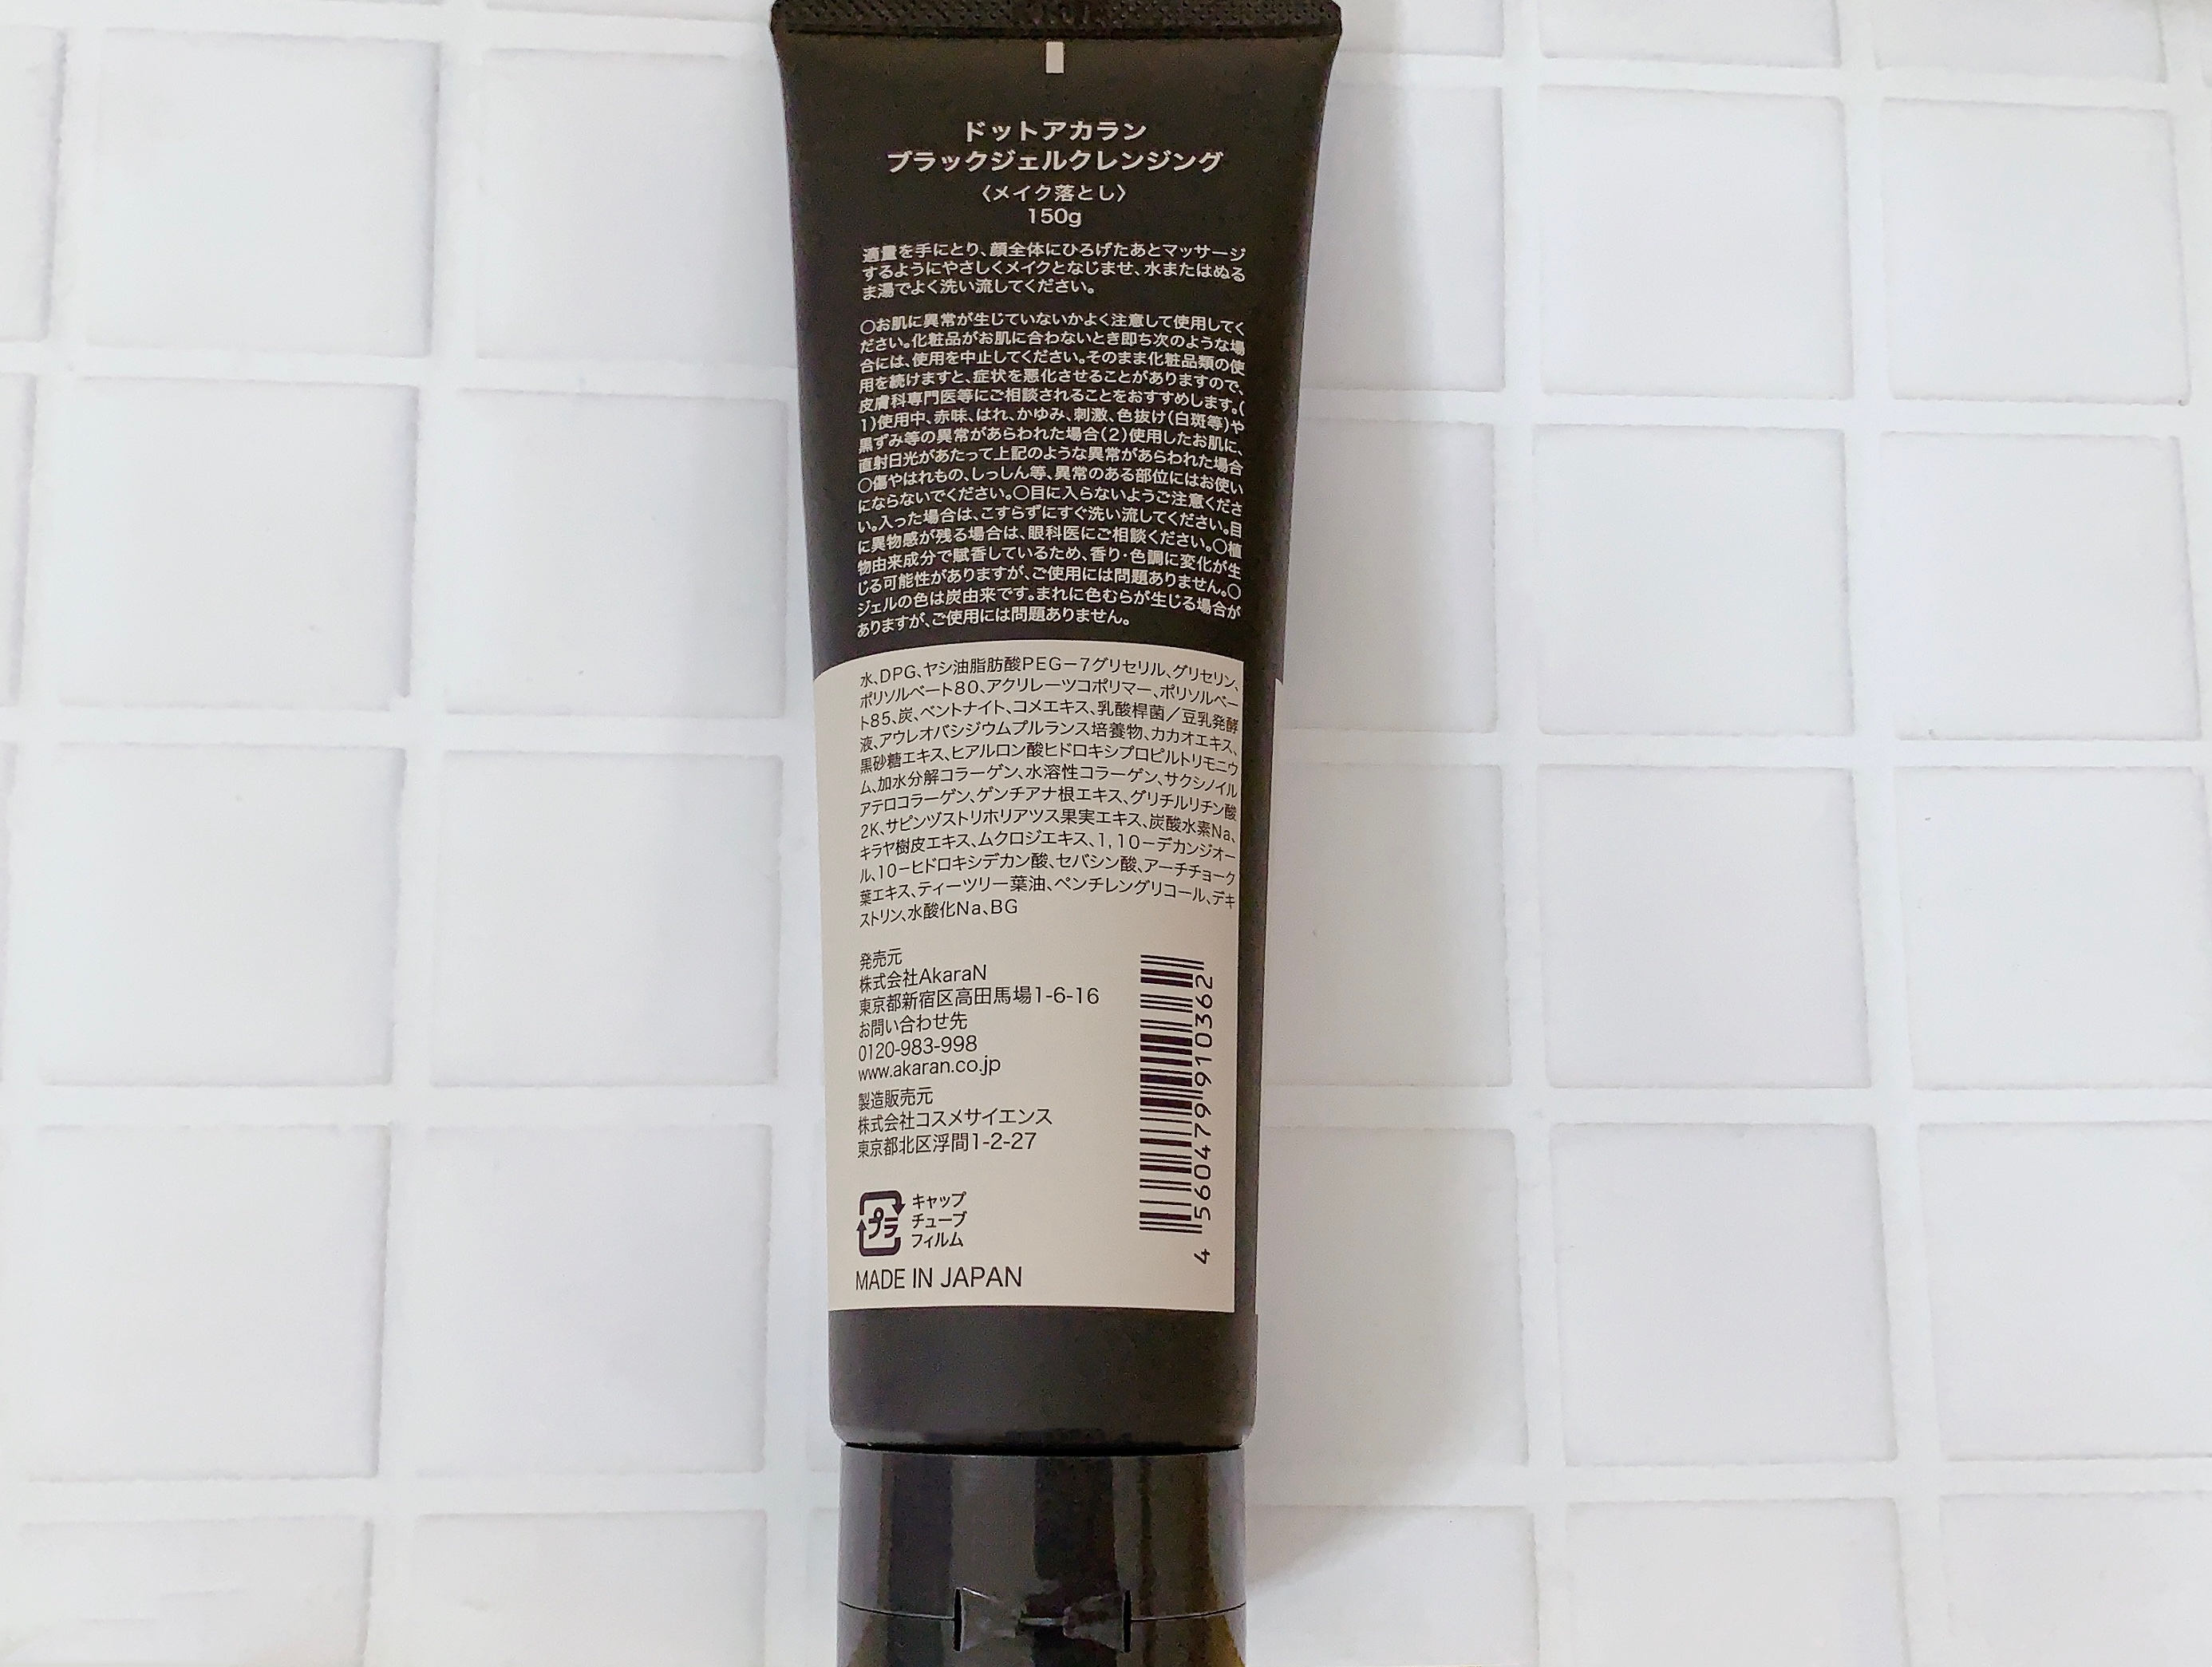 ドットアカラン
ブラックジェルクレンジング
〈メイク落とし〉
150g
適量を手にとり、顔全体にひろげたあとマッサージ
するようにやさしくメイクとなじませ、水またはぬる
ま湯でよく洗い流してください。
○お肌に異常が生じていないかよく注意して使用してく
ださい。化粧品がお肌に合わないとき即ち次のような場
合には、使用を中止してください。そのまま化粧品類の使
用を続けますと、症状を悪化させることがありますので、
皮膚科専門医等にご相談されることをおすすめします。(
1)使用中、赤味、はれ、かゆみ、刺激、色抜け(白斑等)や
黒ずみ等の異常があらわれた場合(2)使用したお肌に、
直射日光があたって上記のような異常があらわれた場合
○傷やはれもの、しっしん等、異常のある部位にはお使い
にならないでください。○目に入らないようご注意くださ
い。入った場合は、こすらずにすぐ洗い流してください。目
に異物感が残る場合は、眼科医にご相談ください。○植
物由来成分で賦香しているため、香り・色調に変化が生
じる可能性がありますが、ご使用には問題ありません。○
ジェルの色は炭由来です。まれに色むらが生じる場合が
ありますが、ご使用には問題ありません。
水、DPG、ヤシ油脂肪酸PEG－7グリセリル、グリセリン、
ポリソルベート80、アクリレーツコポリマー、ポリソルベー
ト85、炭、ベントナイト、コメエキス、乳酸桿菌／豆乳発酵
液、アウレオバシジウムプルランス培養物、カカオエキス、
黒砂糖エキス、ヒアルロン酸ヒドロキシプロピルトリモニウ
ム、加水分解コラーゲン、水溶性コラーゲン、サクシノイル
アテロコラーゲン、ゲンチアナ根エキス、グリチルリチン酸
2K、サピンヅストリホリアツス果実エキス、炭酸水素Na、
キラヤ樹皮エキス、ムクロジエキス、1,10－デカンジオー
ル、10－ヒドロキシデカン酸、セバシン酸、アーチチョーク
葉エキス、ティーツリー葉油、ペンチレングリコール、デキ
ストリン、水酸化Na、BG
発売元
株式会社AkaraN
東京都新宿区高田馬場1-6-16
お問い合わせ先
0120-983-998
www.akaran.co.jp
製造販売元
株式会社コスメサイエンス
東京都北区浮間1-2-27
プラ
キャップ
チューブ
フィルム
MADE IN JAPAN
4 560479 910362